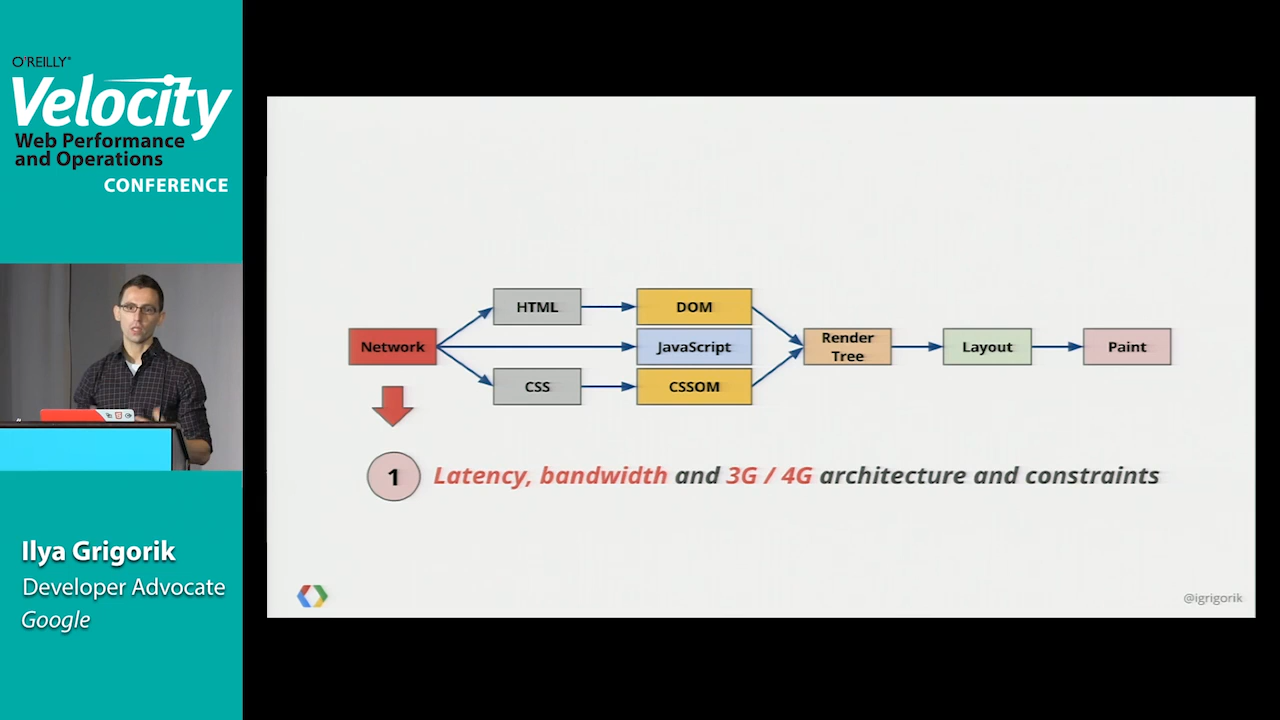 O'REILLY®
Velocity
Web Performance
and Operations
CONFERENCE
Ilya Grigorik
Developer Advocate
Google
Network
HTML
CSS
DOM
JavaScript
CSSOM
Render
Tree
Layout
Paint
1 Latency, bandwidth and 3G / 4G architecture and constraints
@igrigorik